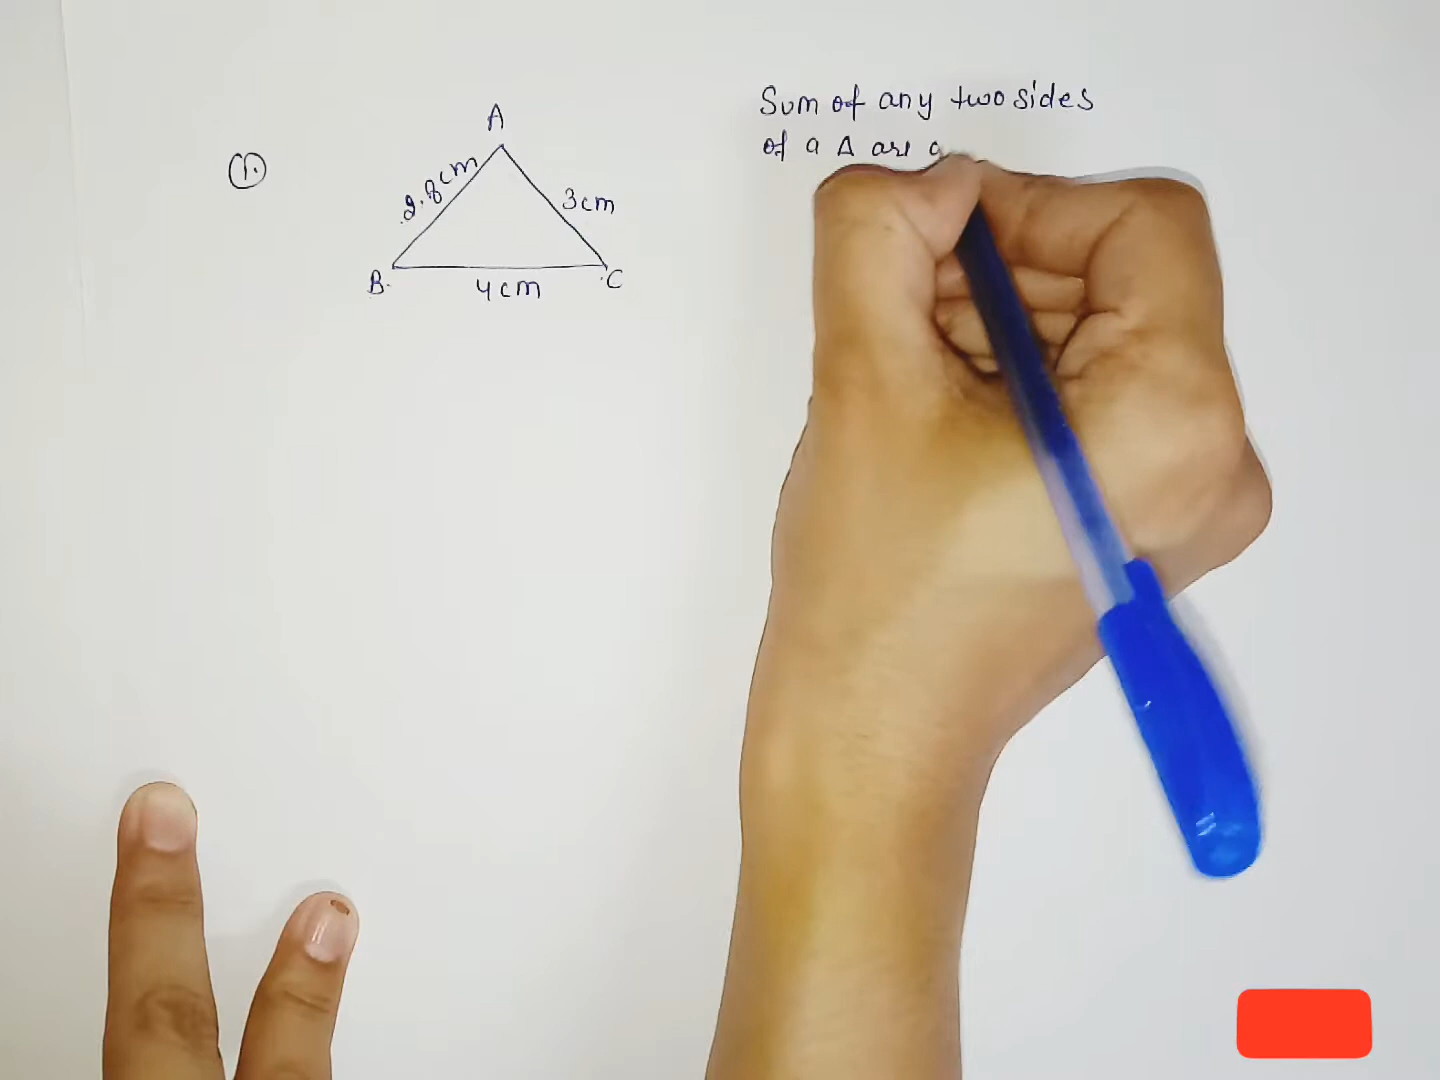 Sum of any two sides
of a Δ are
1.
A
2.8cm
3cm
B.
4cm
C